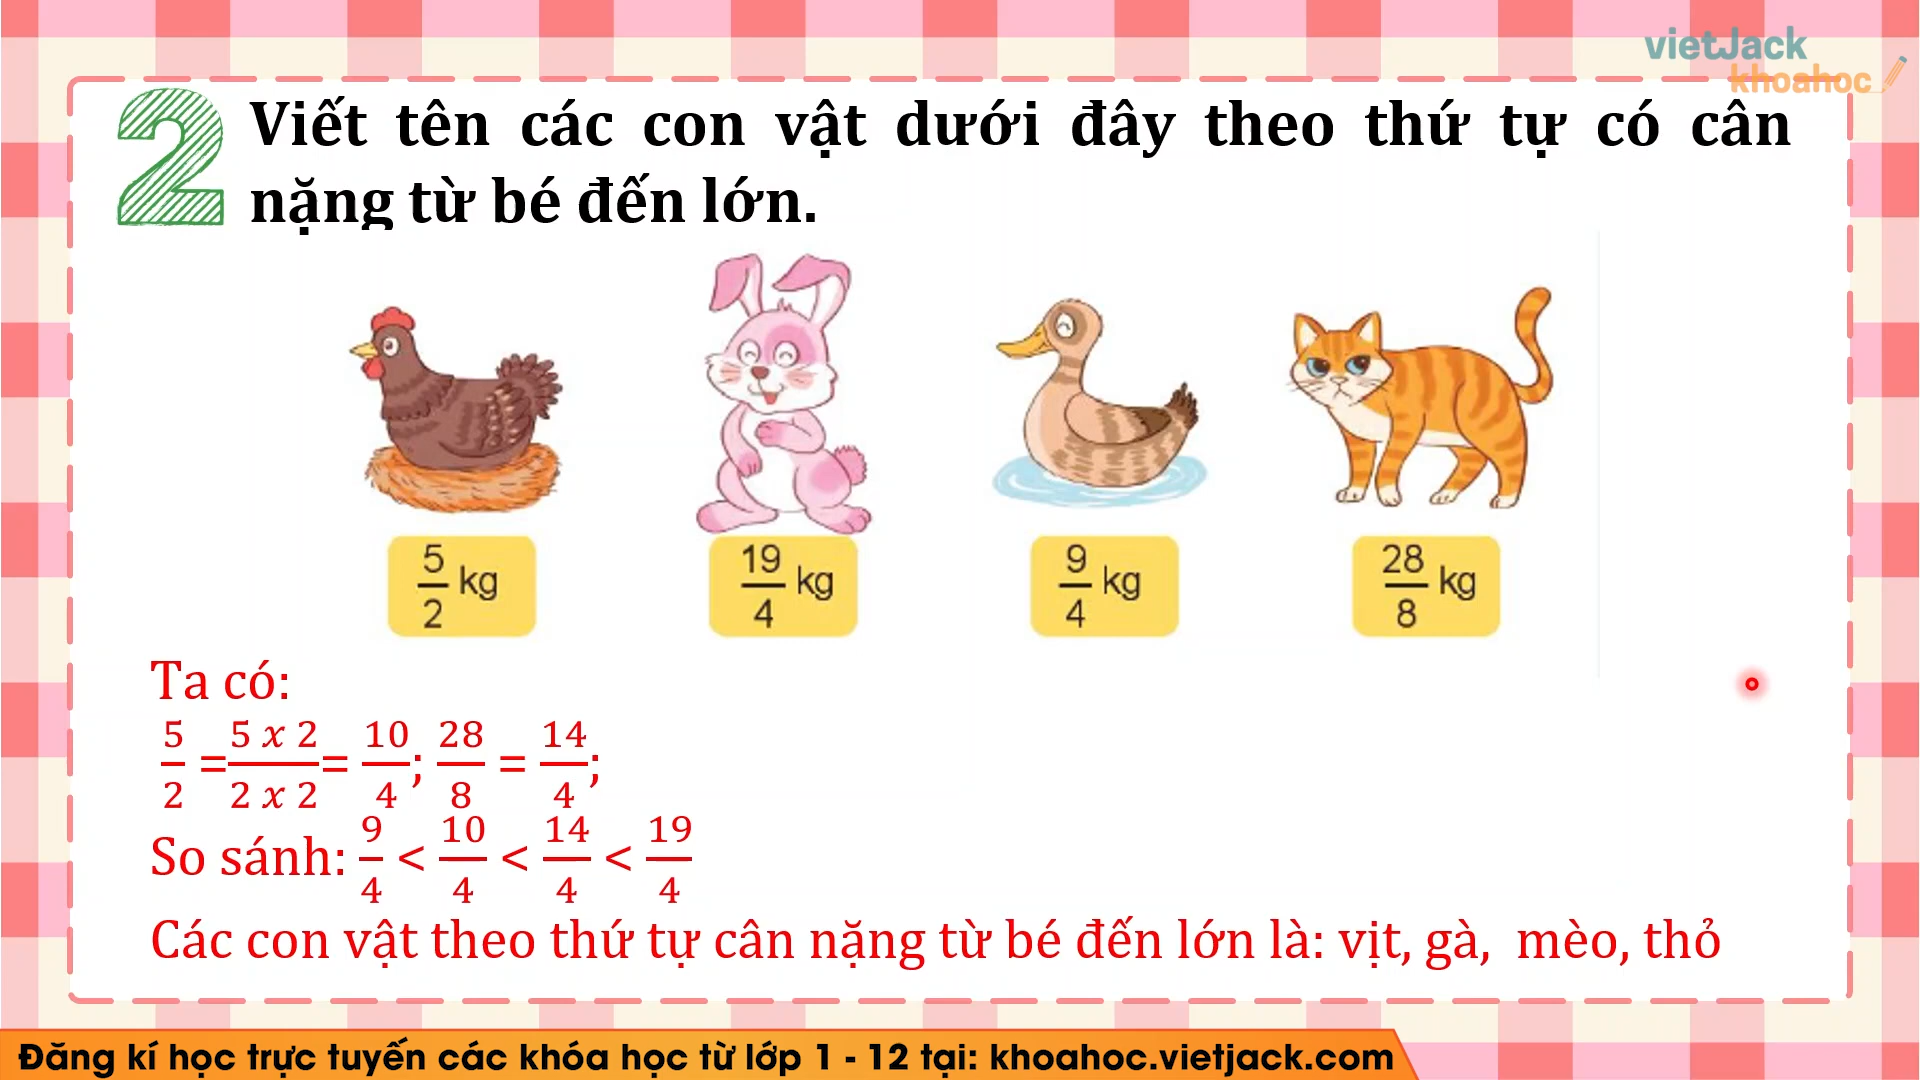 vietJack
khoahoc
2 Viết tên các con vật dưới đây theo thứ tự có cân
nặng từ bé đến lớn.
5/2 kg 19/4 kg 9/4 kg 28/8 kg
Ta có:
5/2 = 5 x 2/2 x 2 = 10/4; 28/8 = 14/4;
So sánh: 9/4 < 10/4 < 14/4 < 19/4
Các con vật theo thứ tự cân nặng từ bé đến lớn là: vịt, gà, mèo, thỏ
Đăng kí học trực tuyến các khóa học từ lớp 1 - 12 tại: khoahoc.vietjack.com